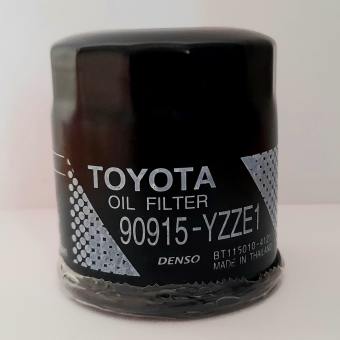 TOYOTA
OIL FILTER
90915-YZZE1
DENSO
MADE IN THAILAND